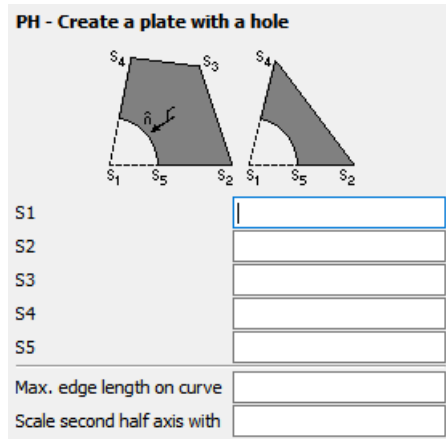 PH - Create a plate with a hole
S4 S3 S4
n̂ r
S1 S5 S2 S1 S5 S2
S1
S2
S3
S4
S5
Max. edge length on curve
Scale second half axis with